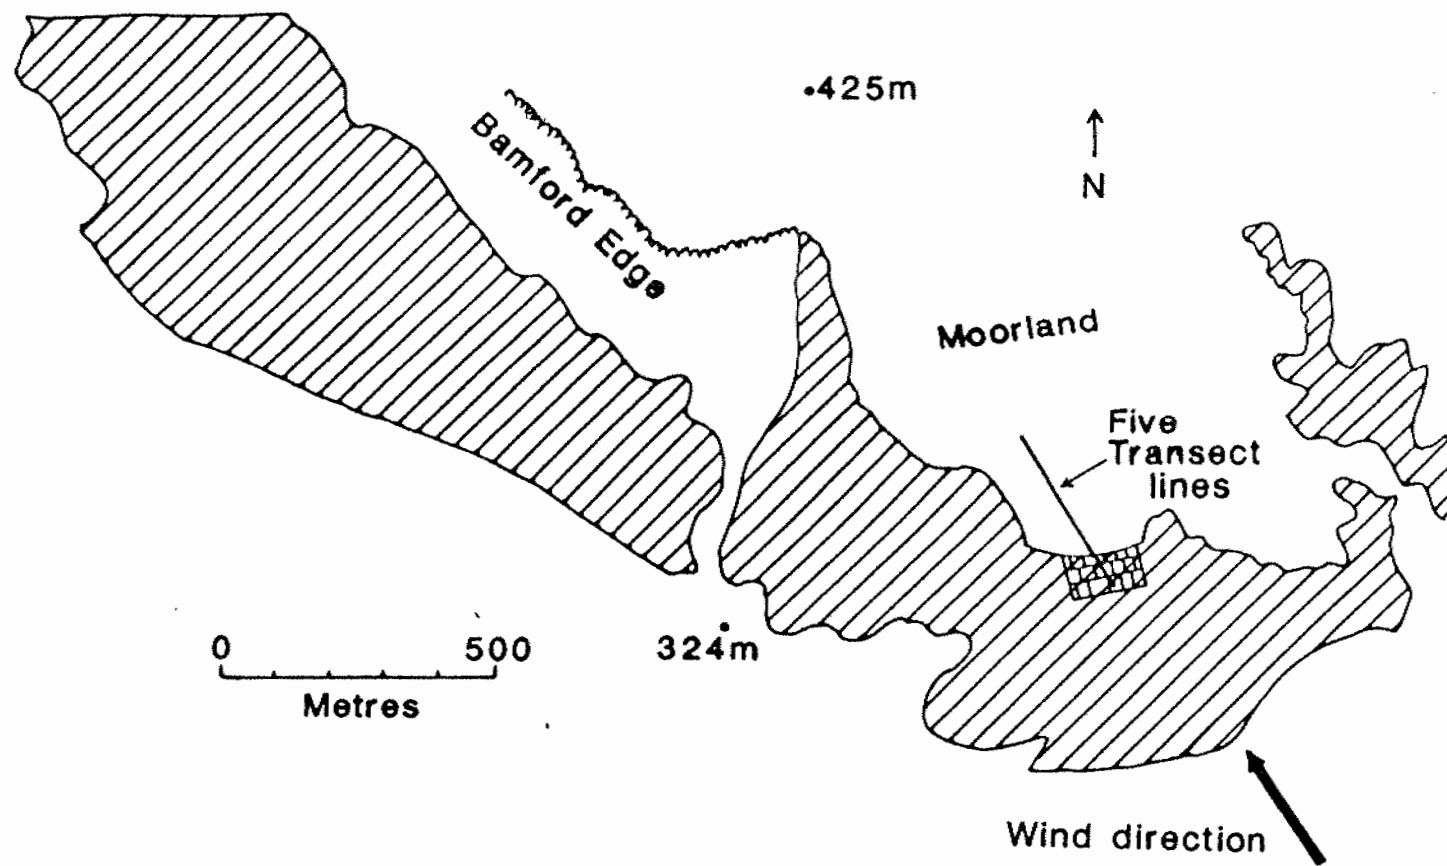 425m
Bamford Edge
N
Moorland
Five
Transect
lines
0 500
Metres
324m
Wind direction